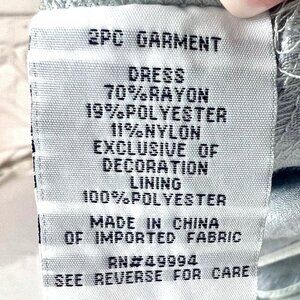 2PC GARMENT
DRESS
70%RAYON
19%POLYESTER
11%NYLON
EXCLUSIVE OF
DECORATION
LINING
100%POLYESTER
MADE IN CHINA
OF IMPORTED FABRIC
RN#49994
SEE REVERSE FOR CARE